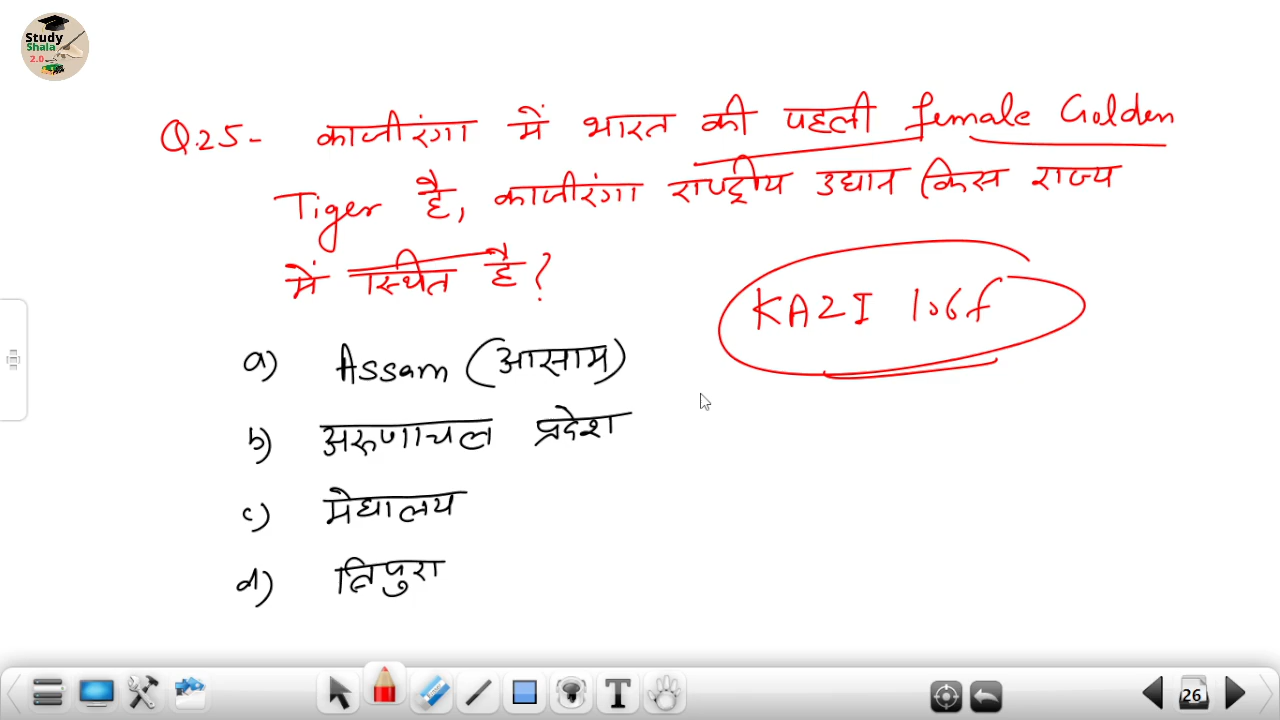 Study
Shala
2.0
Q.25- काजीरंगा में भारत की पहली female Golden
Tiger है, काजीरंगा राष्ट्रीय उद्यान किस राज्य
में स्थित है?
KAZI 106f
a) Assam (आसाम)
b) अरुणाचल प्रदेश
c) मेघालय
d) त्रिपुरा
T
26